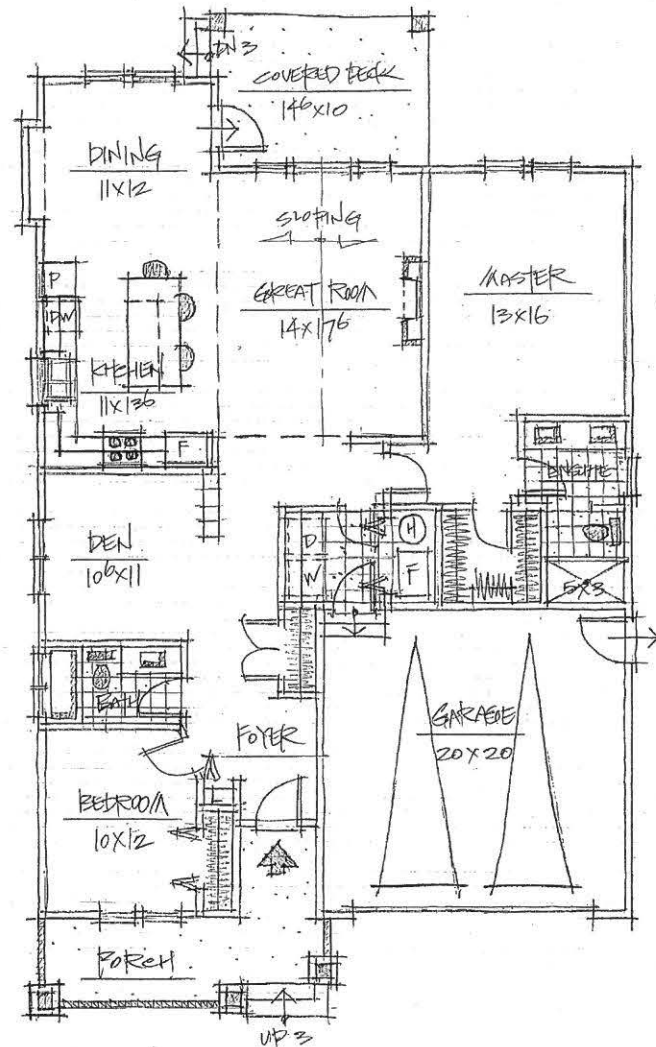 DN 3
COVERED DECK
14⁶X10
DINING
11X12
SLOPING
GREAT ROOM
14X17⁶
MASTER
13X16
P
DW
KITCHEN
11X13⁶
F
ENSUITE
DEN
10⁶X11
D
W
H
F
5X3
BATH
FOYER
GARAGE
20X20
L
BEDROOM
10X12
PORCH
UP 3